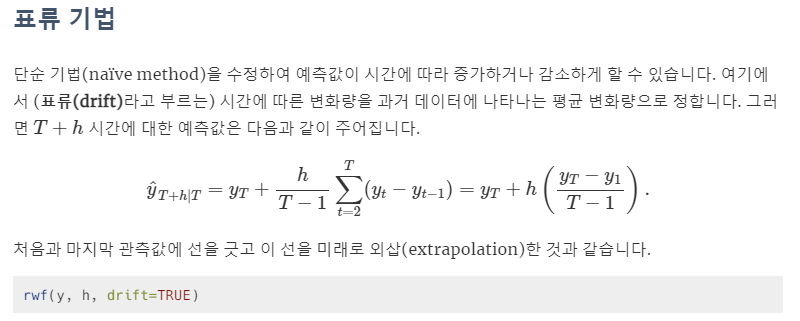 표류 기법
단순 기법(naïve method)을 수정하여 예측값이 시간에 따라 증가하거나 감소하게 할 수 있습니다. 여기에
서 (표류(drift)라고 부르는) 시간에 따른 변화량을 과거 데이터에 나타나는 평균 변화량으로 정합니다. 그러
면 T + h 시간에 대한 예측값은 다음과 같이 주어집니다.
$\hat{y}_{T+h|T} = y_T + \frac{h}{T-1} \sum_{t=2}^{T} (y_t - y_{t-1}) = y_T + h \left( \frac{y_T - y_1}{T-1} \right).$
처음과 마지막 관측값에 선을 긋고 이 선을 미래로 외삽(extrapolation)한 것과 같습니다.
rwf(y, h, drift=TRUE)